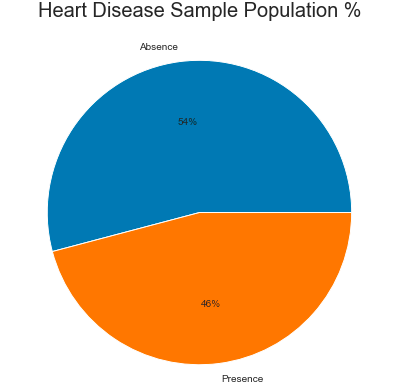 Heart Disease Sample Population %
Absence
54%
46%
Presence